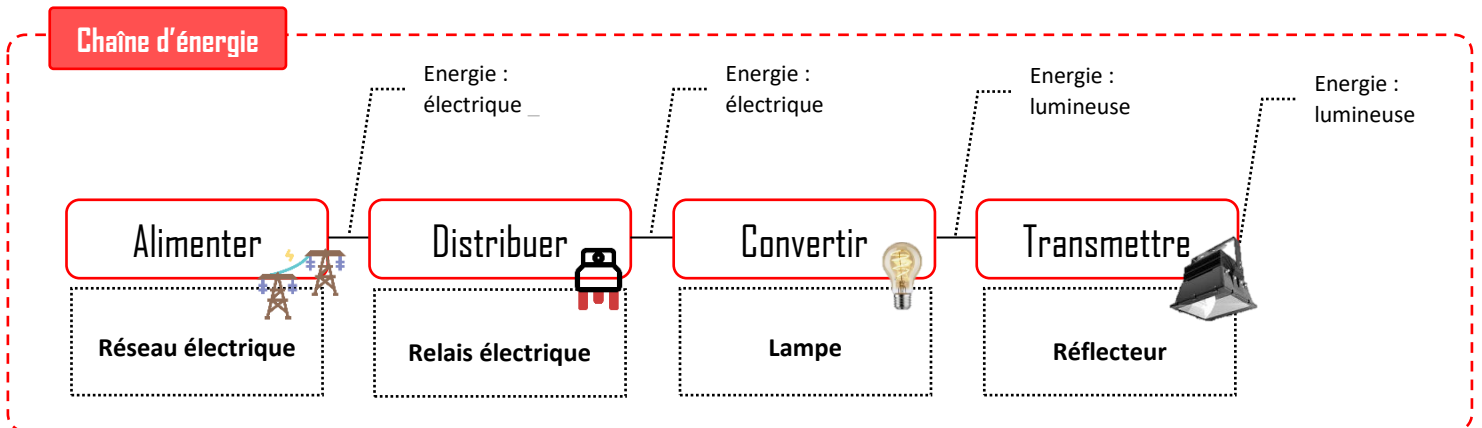 Chaîne d'énergie
Energie :
électrique _
Energie :
électrique
Energie :
lumineuse
Energie :
lumineuse
Alimenter
Distribuer
Convertir
Transmettre
Réseau électrique
Relais électrique
Lampe
Réflecteur